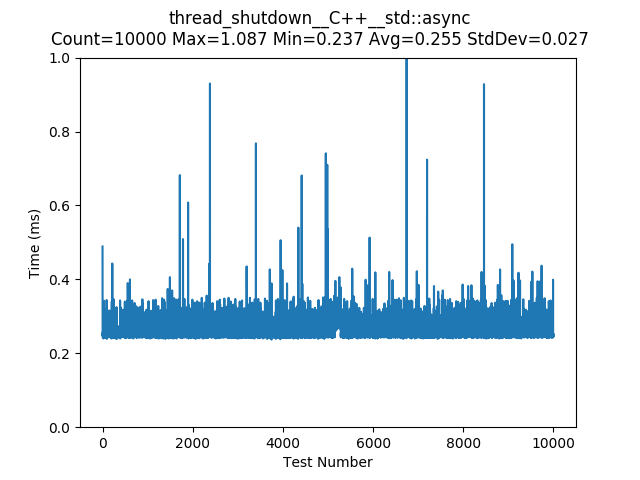 thread_shutdown__C++__std::async
Count=10000 Max=1.087 Min=0.237 Avg=0.255 StdDev=0.027
1.0
0.8
0.6
0.4
0.2
0.0
Time (ms)
0 2000 4000 6000 8000 10000
Test Number